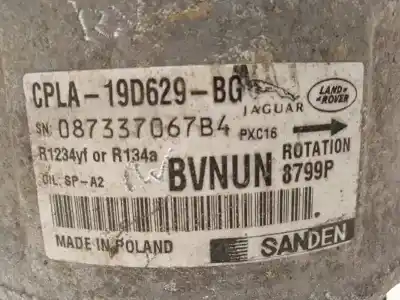 CPLA-19D629-BG
JAGUAR
LAND ROVER
SN: 087337067B4 PXC16
R1234yf or R134a
ROTATION
OIL: SP-A2
BVNUN 8799P
MADE IN POLAND
SANDEN